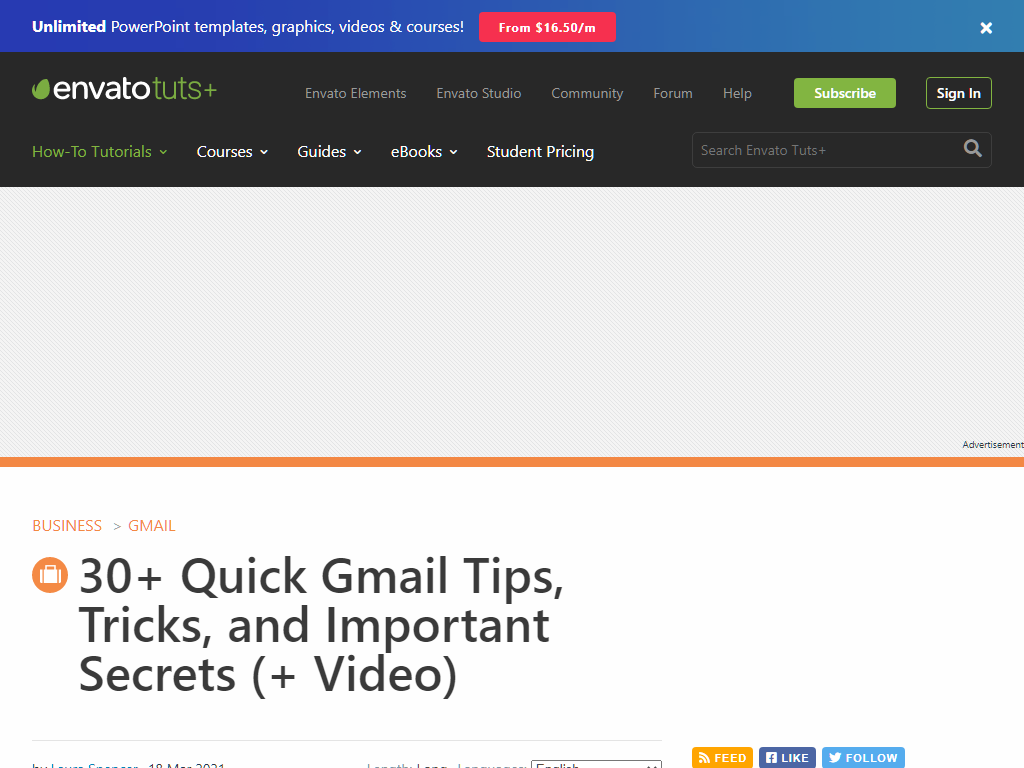 Unlimited PowerPoint templates, graphics, videos & courses! From $16.50/m
envatotuts+ Envato Elements Envato Studio Community Forum Help Subscribe Sign In
How-To Tutorials Courses Guides eBooks Student Pricing Search Envato Tuts+
Advertisement
BUSINESS > GMAIL
30+ Quick Gmail Tips,
Tricks, and Important
Secrets (+ Video)
by Laura Spencer 18 Mar 2021 Length: Long Languages: English
FEED LIKE FOLLOW